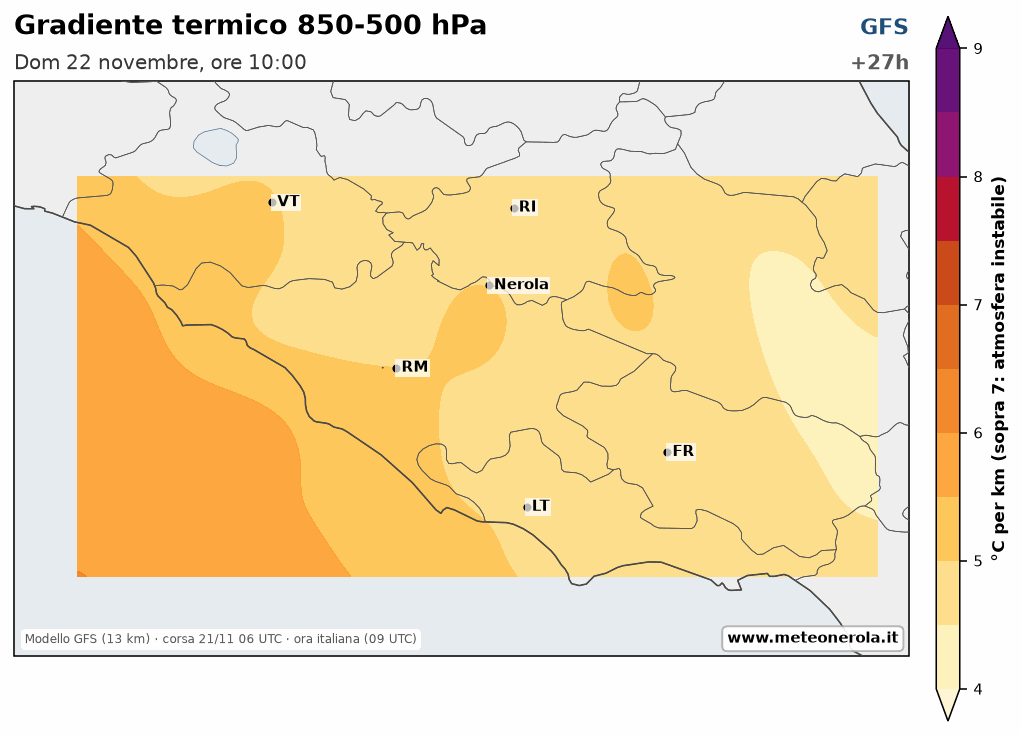 Gradiente termico 850-500 hPa
GFS
Dom 22 novembre, ore 10:00
+27h
VT
RI
Nerola
RM
FR
LT
Modello GFS (13 km) · corsa 21/11 06 UTC · ora italiana (09 UTC)
www.meteonerola.it
9
8
7
6
5
4
°C per km (sopra 7: atmosfera instabile)